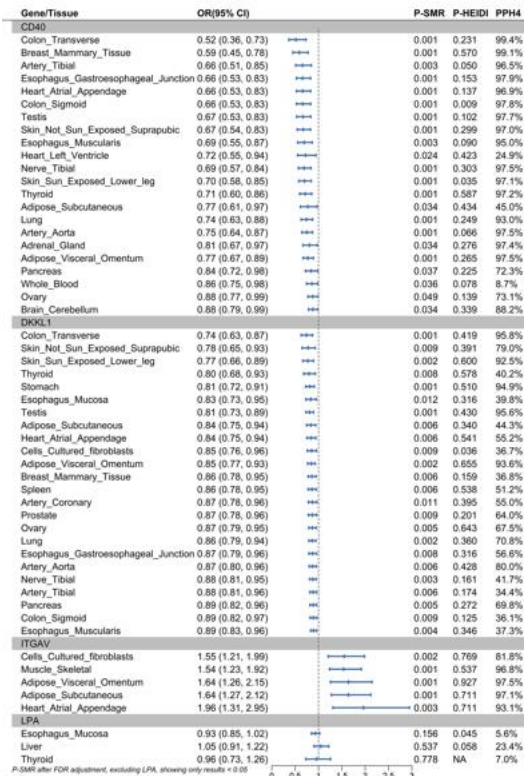 Gene/Tissue OR(95% CI) P-SMR P-HEIDI PPH4
CD40
Colon_Transverse 0.52 (0.36, 0.73) 0.001 0.231 99.4%
Breast_Mammary_Tissue 0.59 (0.45, 0.78) 0.001 0.570 99.1%
Artery_Tibial 0.66 (0.51, 0.85) 0.003 0.050 96.5%
Esophagus_Gastroesophageal_Junction 0.66 (0.53, 0.83) 0.001 0.153 97.9%
Heart_Atrial_Appendage 0.66 (0.53, 0.83) 0.001 0.137 96.9%
Colon_Sigmoid 0.66 (0.53, 0.83) 0.001 0.009 97.8%
Testis 0.67 (0.53, 0.83) 0.001 0.102 97.7%
Skin_Not_Sun_Exposed_Suprapubic 0.67 (0.54, 0.83) 0.001 0.299 97.0%
Esophagus_Muscularis 0.69 (0.55, 0.87) 0.003 0.090 95.0%
Heart_Left_Ventricle 0.72 (0.55, 0.94) 0.024 0.423 24.9%
Nerve_Tibial 0.69 (0.57, 0.84) 0.001 0.303 97.5%
Skin_Sun_Exposed_Lower_leg 0.70 (0.58, 0.85) 0.001 0.035 97.1%
Thyroid 0.71 (0.60, 0.86) 0.001 0.587 97.2%
Adipose_Subcutaneous 0.77 (0.61, 0.97) 0.034 0.434 45.0%
Lung 0.74 (0.63, 0.88) 0.001 0.249 93.0%
Artery_Aorta 0.75 (0.64, 0.87) 0.001 0.066 97.5%
Adrenal_Gland 0.81 (0.67, 0.97) 0.034 0.276 97.4%
Adipose_Visceral_Omentum 0.77 (0.67, 0.89) 0.001 0.265 97.5%
Pancreas 0.84 (0.72, 0.98) 0.037 0.225 72.3%
Whole_Blood 0.86 (0.75, 0.98) 0.036 0.078 8.7%
Ovary 0.88 (0.77, 0.99) 0.049 0.139 73.1%
Brain_Cerebellum 0.88 (0.79, 0.99) 0.034 0.339 88.2%
DKKL1
Colon_Transverse 0.74 (0.63, 0.87) 0.001 0.419 95.8%
Skin_Not_Sun_Exposed_Suprapubic 0.78 (0.65, 0.93) 0.009 0.391 79.0%
Skin_Sun_Exposed_Lower_leg 0.77 (0.66, 0.89) 0.002 0.600 92.5%
Thyroid 0.80 (0.68, 0.93) 0.008 0.578 40.2%
Stomach 0.81 (0.72, 0.91) 0.001 0.510 94.9%
Esophagus_Mucosa 0.83 (0.73, 0.95) 0.012 0.316 39.8%
Testis 0.81 (0.73, 0.89) 0.001 0.430 95.6%
Adipose_Subcutaneous 0.84 (0.75, 0.94) 0.006 0.340 44.3%
Heart_Atrial_Appendage 0.84 (0.75, 0.94) 0.006 0.541 55.2%
Cells_Cultured_fibroblasts 0.85 (0.76, 0.96) 0.009 0.036 36.7%
Adipose_Visceral_Omentum 0.85 (0.77, 0.93) 0.002 0.655 93.6%
Breast_Mammary_Tissue 0.86 (0.78, 0.95) 0.006 0.159 36.8%
Spleen 0.86 (0.78, 0.95) 0.006 0.538 51.2%
Artery_Coronary 0.87 (0.78, 0.96) 0.011 0.395 55.0%
Prostate 0.87 (0.78, 0.96) 0.009 0.201 64.0%
Ovary 0.87 (0.79, 0.95) 0.005 0.643 67.5%
Lung 0.86 (0.79, 0.94) 0.002 0.360 70.8%
Esophagus_Gastroesophageal_Junction 0.87 (0.79, 0.96) 0.008 0.316 56.6%
Artery_Aorta 0.87 (0.80, 0.96) 0.006 0.428 80.0%
Nerve_Tibial 0.88 (0.81, 0.95) 0.003 0.161 41.7%
Artery_Tibial 0.88 (0.81, 0.96) 0.006 0.174 34.4%
Pancreas 0.89 (0.82, 0.96) 0.005 0.272 69.8%
Colon_Sigmoid 0.89 (0.82, 0.97) 0.009 0.125 36.1%
Esophagus_Muscularis 0.89 (0.83, 0.96) 0.004 0.346 37.3%
ITGAV
Cells_Cultured_fibroblasts 1.55 (1.21, 1.99) 0.002 0.769 81.8%
Muscle_Skeletal 1.54 (1.23, 1.92) 0.001 0.537 96.8%
Adipose_Visceral_Omentum 1.64 (1.26, 2.15) 0.001 0.927 97.5%
Adipose_Subcutaneous 1.64 (1.27, 2.12) 0.001 0.711 97.1%
Heart_Atrial_Appendage 1.96 (1.31, 2.95) 0.003 0.711 93.1%
LPA
Esophagus_Mucosa 0.93 (0.85, 1.02) 0.156 0.045 5.6%
Liver 1.05 (0.91, 1.22) 0.537 0.058 23.4%
Thyroid 0.96 (0.73, 1.26) 0.778 NA 7.0%
P-SMR after FDR adjustment, excluding LPA, showing only results < 0.05
0 0.5 1 1.5 2 2.5 3